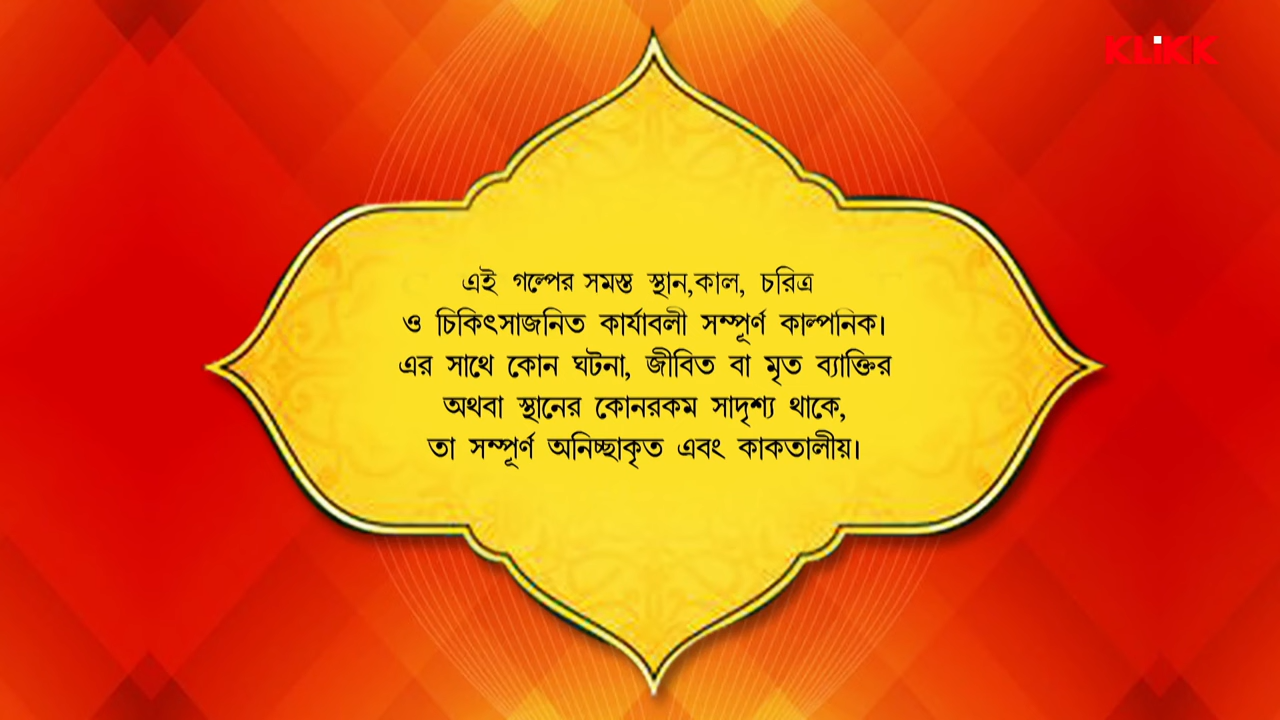 KLiKK
এই গল্পের সমস্ত স্থান,কাল, চরিত্র
ও চিকিৎসাজনিত কার্যাবলী সম্পূর্ণ কাল্পনিক।
এর সাথে কোন ঘটনা, জীবিত বা মৃত ব্যাক্তির
অথবা স্থানের কোনরকম সাদৃশ্য থাকে,
তা সম্পূর্ণ অনিচ্ছাকৃত এবং কাকতালীয়।